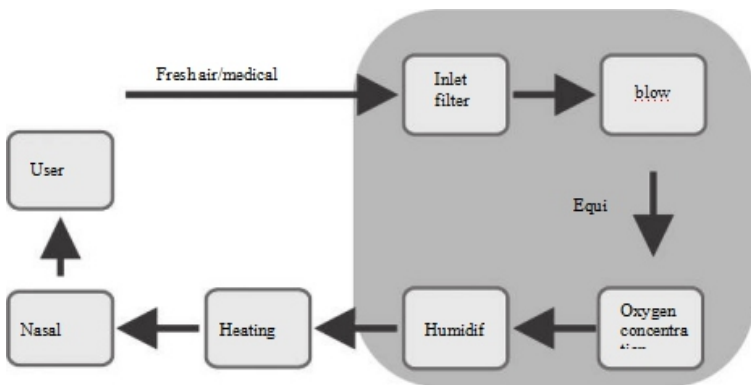 Fresh air/medical
Inlet
filter
blow
User
Equi
Nasal
Heating
Humidif
Oxygen
concentra